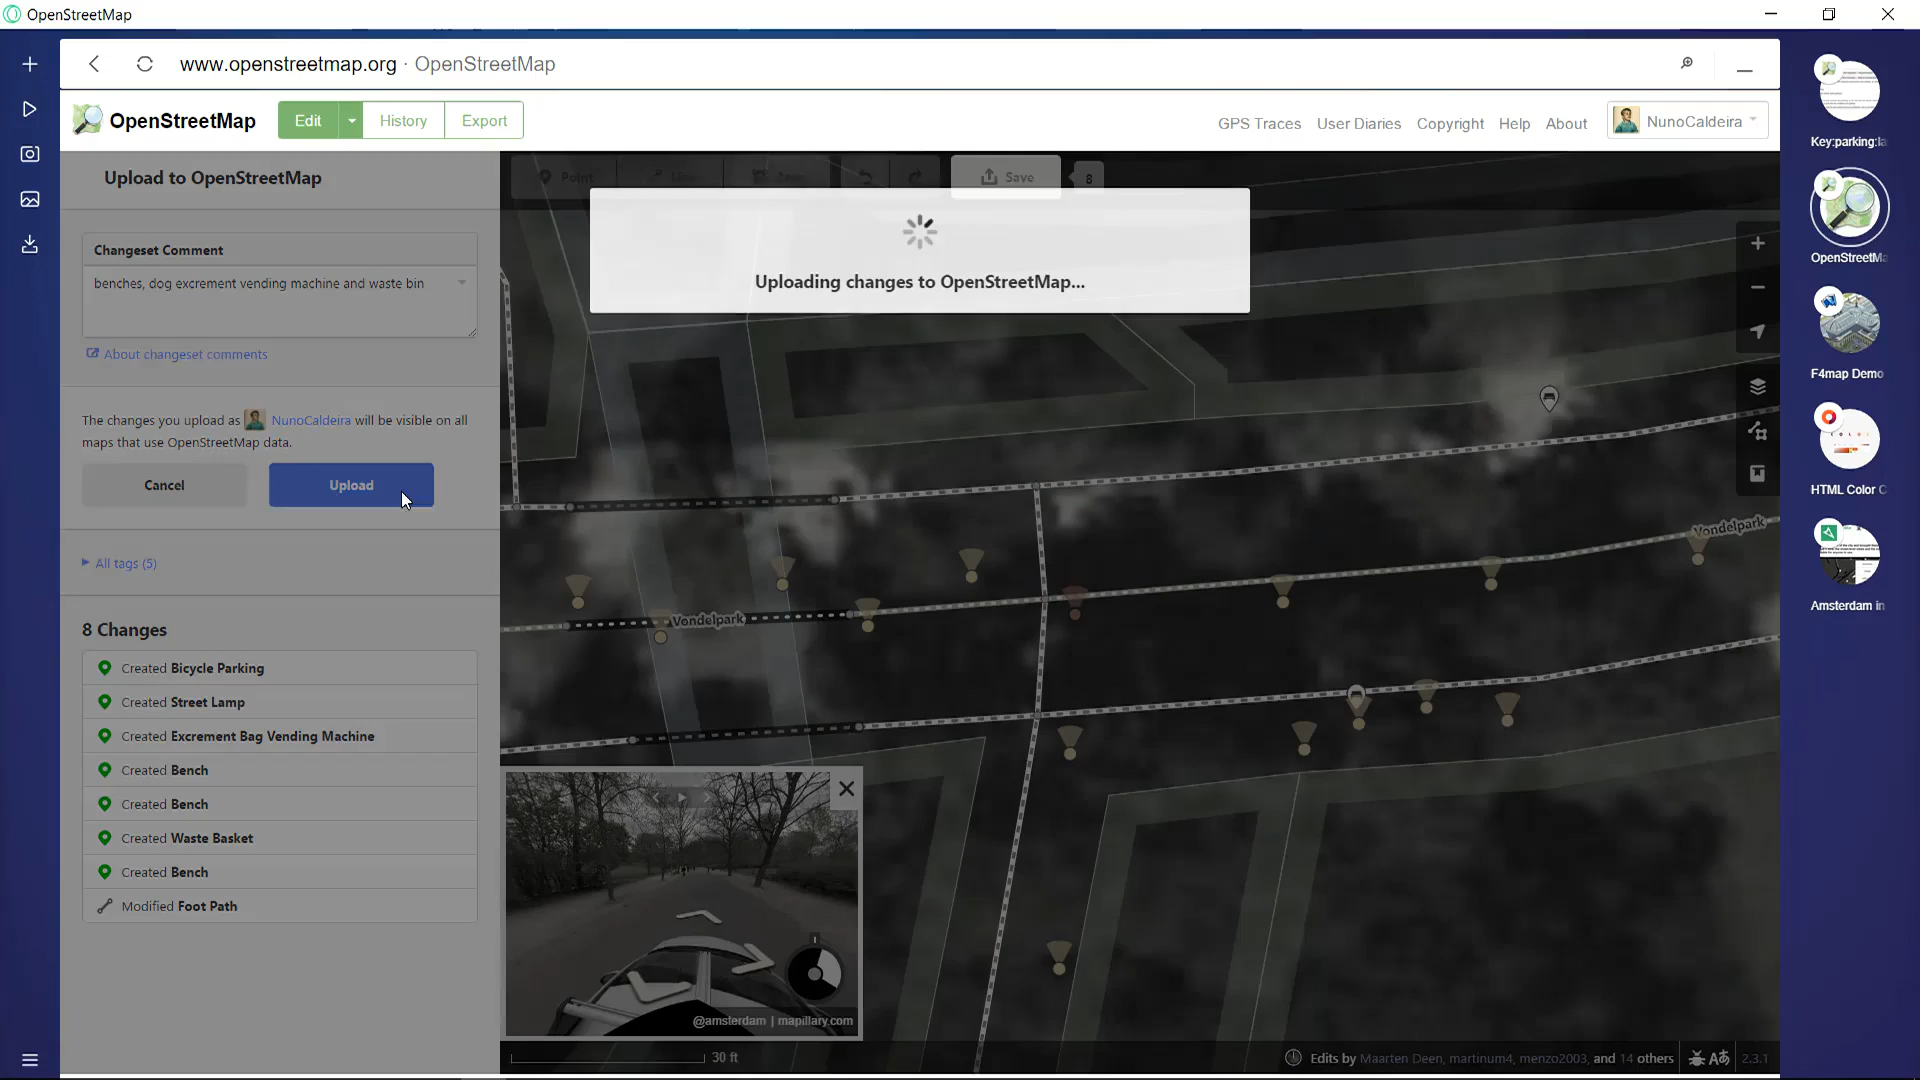 OpenStreetMap
www.openstreetmap.org · OpenStreetMap
OpenStreetMap
Edit
History
Export
GPS Traces
User Diaries
Copyright
Help
About
NunoCaldeira
Upload to OpenStreetMap
Point
Save
8
Uploading changes to OpenStreetMap...
Changeset Comment
benches, dog excrement vending machine and waste bin
About changeset comments
The changes you upload as NunoCaldeira will be visible on all
maps that use OpenStreetMap data.
Cancel
Upload
All tags (5)
8 Changes
Created Bicycle Parking
Created Street Lamp
Created Excrement Bag Vending Machine
Created Bench
Created Bench
Created Waste Basket
Created Bench
Modified Foot Path
Vondelpark
Vondelpark
@amsterdam | mapillary.com
30 ft
Edits by Maarten Deen, martinum4, menzo2003, and 14 others
2.3.1
Key:parking:la
OpenStreetMa
F4map Demo
HTML Color C
Amsterdam in